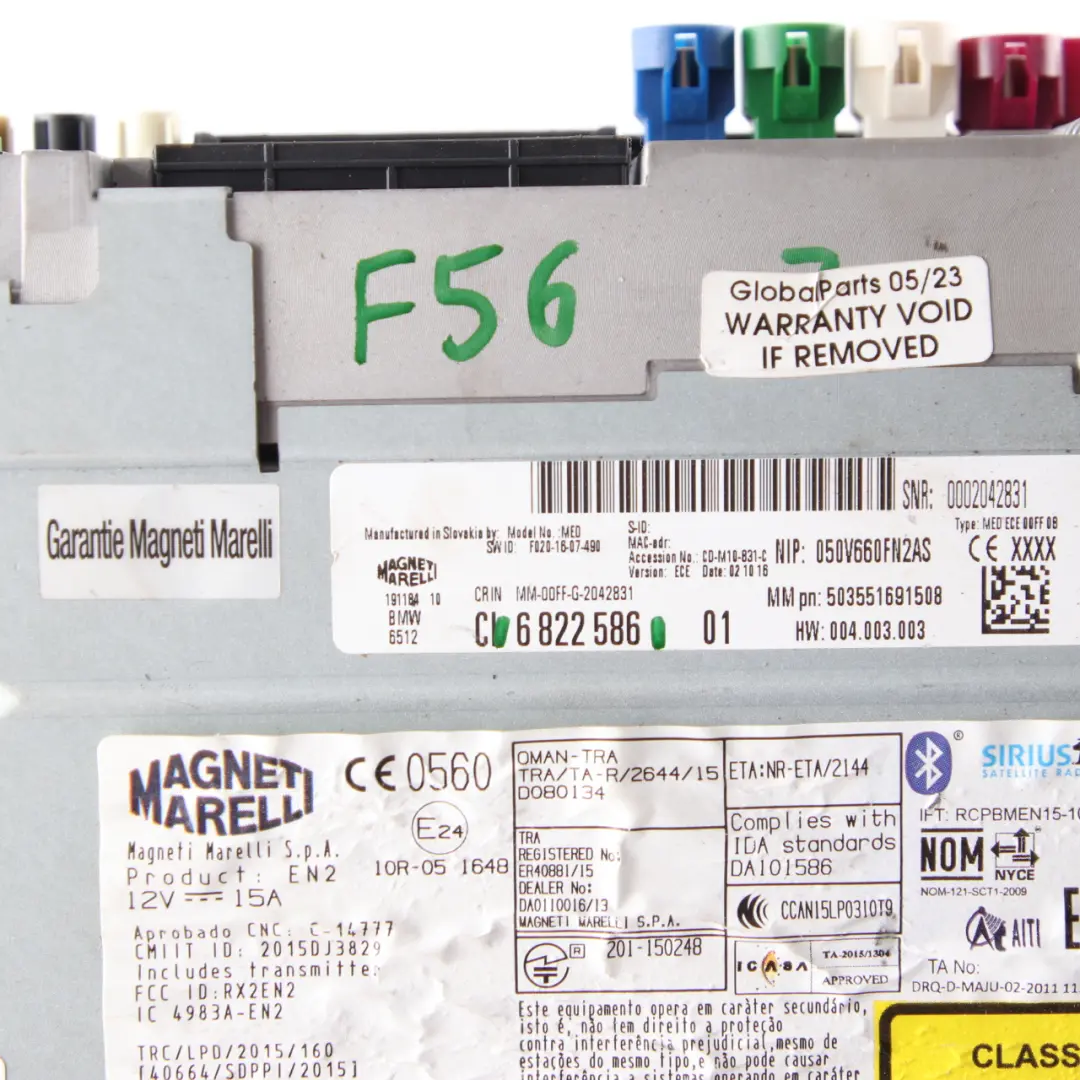 F56
GlobalParts 05/23
WARRANTY VOID
IF REMOVED
Garantie Magneti Marelli
SNR: 0002042831
Manufactured in Slovakia by:
Model No.:MED
SW ID: F020-16-07-490
S-ID:
MAC-adr:
Accession No.: CD-M10-831-C
Version: ECE Date: 02 10 16
NIP: 050V660FN2AS
Type: MED ECE 00FF 0B
CE XXXX
MAGNETI
MARELLI
191184 10
BMW
6512
CRIN MM-00FF-G-2042831
6 822 586 01
MM pn: 503551691508
HW: 004.003.003
MAGNETI
MARELLI
CE 0560
E24
10R-05 1648
Magneti Marelli S.p.A.
Product: EN2
12V 15A
Aprobado CNC: C-14777
CMIIT ID: 2015DJ3829
Includes transmitter
FCC ID:RX2EN2
IC 4983A-EN2
TRC/LPD/2015/160
[40664/SDPPI/2015]
OMAN-TRA
TRA/TA-R/2644/15
D080134
TRA
REGISTERED No:
ER40881/15
DEALER No:
DA0110016/13
MAGNETI MARELLI S.P.A.
R 201-150248
ETA:NR-ETA/2144
Complies with
IDA standards
DA101586
CCAN15LP0310T9
ICASA
TA-2015/1304
APPROVED
®
SIRIUS
SATELLITE RAD
IFT: RCPBMEN15-10
NOM
NYCE
NOM-121-SCT1-2009
AITI
TA No:
DRQ-D-MAJU-02-2011 11
Este equipamento opera em caráter secundário,
isto é, não tem direito a proteção
contra interferência prejudicial,mesmo de
estações do mesmo tipo,e não pode causar
interferência a sistemas operando em caráter
CLASS